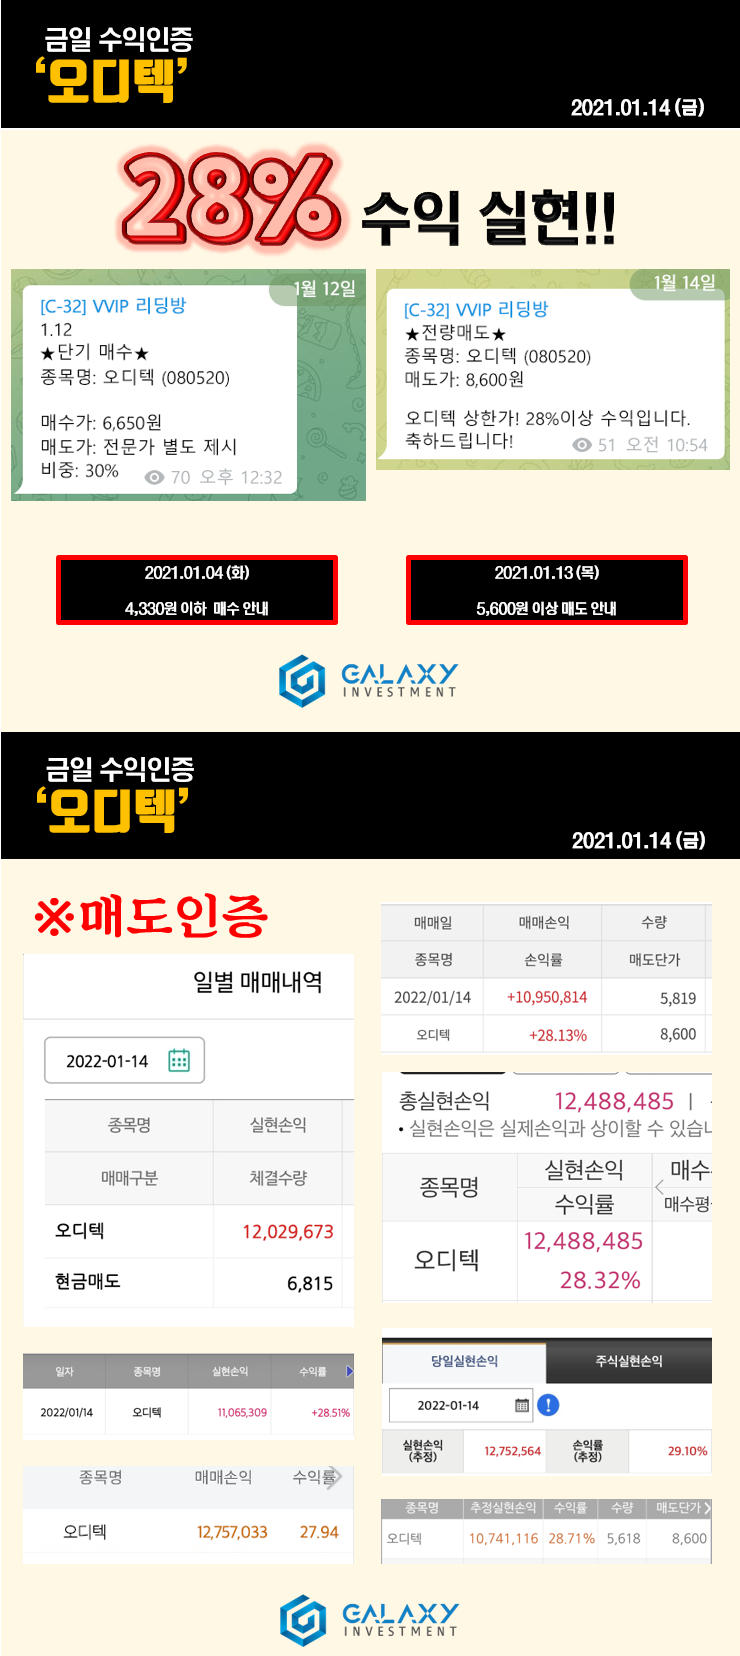 금일 수익인증
‘오디텍’
2021.01.14 (금)
28% 수익 실현!!
1월 12일
[C-32] VVIP 리딩방
1.12
★단기 매수★
종목명: 오디텍 (080520)
매수가: 6,650원
매도가: 전문가 별도 제시
비중: 30%
70 오후 12:32
1월 14일
[C-32] VVIP 리딩방
★전량매도★
종목명: 오디텍 (080520)
매도가: 8,600원
오디텍 상한가! 28%이상 수익입니다.
축하드립니다!
51 오전 10:54
2021.01.04 (화)
4,330원 이하 매수 안내
2021.01.13 (목)
5,600원 이상 매도 안내
GALAXY
INVESTMENT
금일 수익인증
‘오디텍’
2021.01.14 (금)
※매도인증
일별 매매내역
2022-01-14
종목명 실현손익
매매구분 체결수량
오디텍 12,029,673
현금매도 6,815
일자 종목명 실현손익 수익률
2022/01/14 오디텍 11,065,309 +28.51%
종목명 매매손익 수익률
오디텍 12,757,033 27.94
매매일 매매손익 수량
종목명 손익률 매도단가
2022/01/14 +10,950,814 5,819
오디텍 +28.13% 8,600
총실현손익 12,488,485 |
• 실현손익은 실제손익과 상이할 수 있습니
종목명 실현손익 매수
수익률 매수평
오디텍 12,488,485
28.32%
당일실현손익 주식실현손익
2022-01-14
실현손익 (추정) 12,752,564 손익률 (추정) 29.10%
종목명 추정실현손익 수익률 수량 매도단가
오디텍 10,741,116 28.71% 5,618 8,600
GALAXY
INVESTMENT